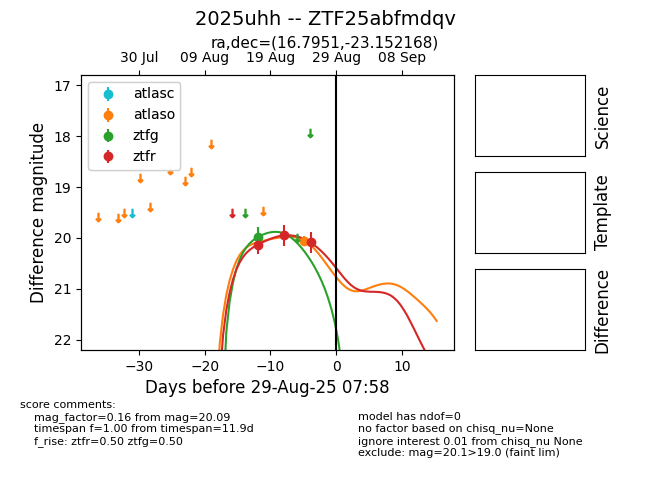 2025uhh -- ZTF25abfmdqv
ra,dec=(16.7951,-23.152168)
30 Jul 09 Aug 19 Aug 29 Aug 08 Sep
17
18
19
20
21
22
Difference magnitude
atlasc
atlaso
ztfg
ztfr
−30 −20 −10 0 10
Days before 29-Aug-25 07:58
Science
Template
Difference
score comments:
mag_factor=0.16 from mag=20.09
timespan f=1.00 from timespan=11.9d
f_rise: ztfr=0.50 ztfg=0.50
model has ndof=0
no factor based on chisq_nu=None
ignore interest 0.01 from chisq_nu None
exclude: mag=20.1>19.0 (faint lim)